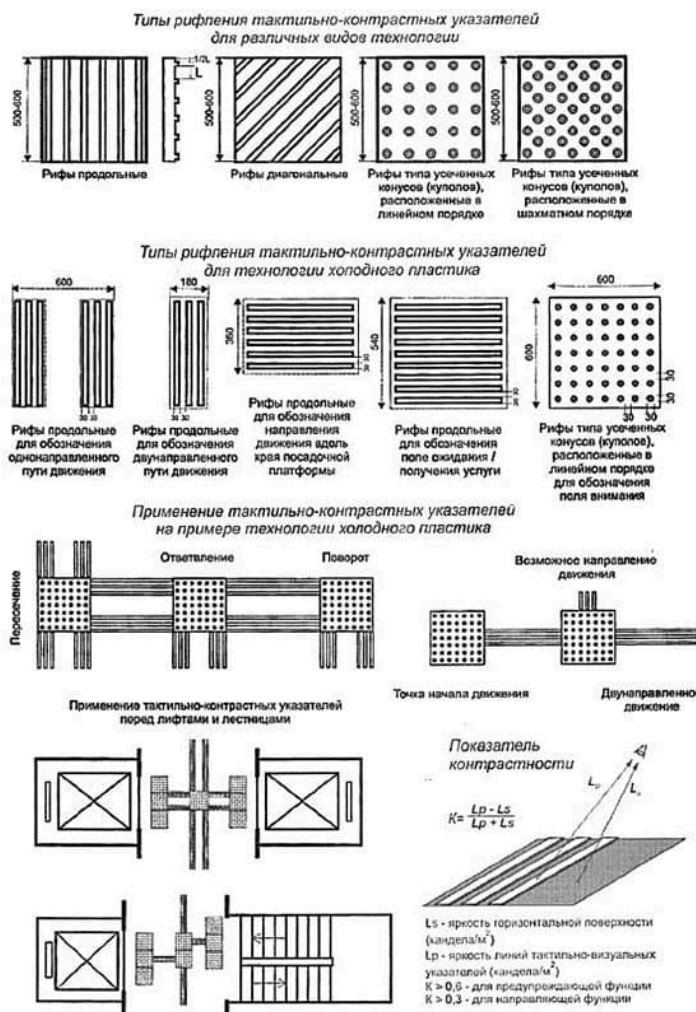 Типы рифления тактильно-контрастных указателей
для различных видов технологии
500-600
1/2L
L
500-600
500-600
500-600
Рифы продольные
Рифы диагональные
Рифы типа усеченных
конусов (куполов),
расположенные в
линейном порядке
Рифы типа усеченных
конусов (куполов),
расположенные в
шахматном порядке
Типы рифления тактильно-контрастных указателей
для технологии холодного пластика
600
180
360
540
600
600
30 30
30 30
30 30
30 30
30
30
30 30
Рифы продольные
для обозначения
однонаправленного
пути движения
Рифы продольные
для обозначения
двунаправленного
пути движения
Рифы продольные
для обозначения
направления
движения вдоль
края посадочной
платформы
Рифы продольные
для обозначения
поле ожидания /
получения услуги
Рифы типа усеченных
конусов (куполов),
расположенные в
линейном порядке
для обозначения
поля внимания
Применение тактильно-контрастных указателей
на примере технологии холодного пластика
Пересечение
Ответвление
Поворот
Возможное направление
движения
Точка начала движения
Двунаправленно
движение
Применение тактильно-контрастных указателей
перед лифтами и лестницами
Показатель
контрастности
K= Lp - Ls / Lp + Ls
Lp
Ls
Ls - яркость горизонтальной поверхности
(кандела/м²)
Lp - яркость линий тактильно-визуальных
указателей (кандела/м²)
K > 0,6 - для предупреждающей функции
K > 0,3 - для направляющей функции